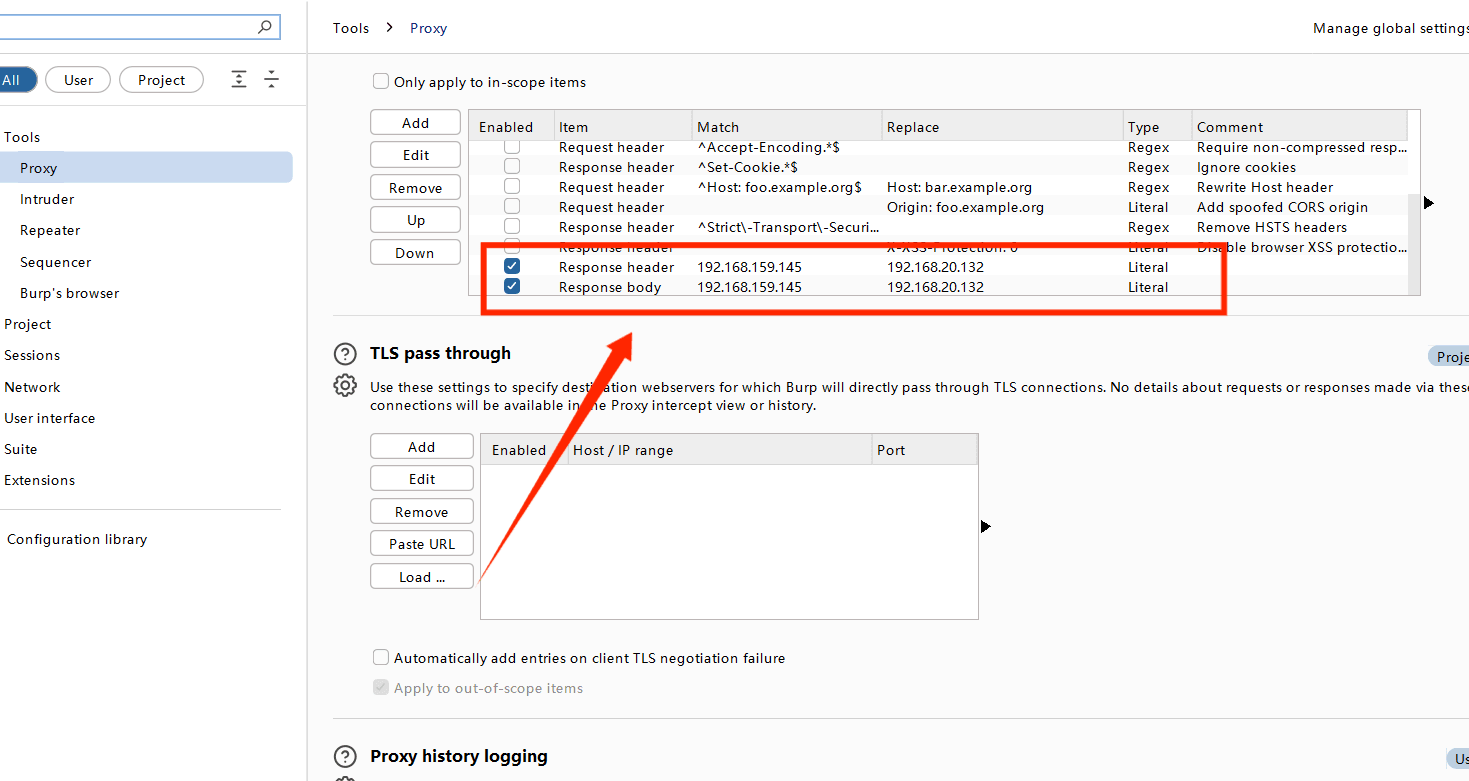 Tools > Proxy
Manage global settings
All User Project
Tools
Proxy
Intruder
Repeater
Sequencer
Burp's browser
Project
Sessions
Network
User interface
Suite
Extensions
Configuration library
Only apply to in-scope items
Add
Edit
Remove
Up
Down
Enabled Item Match Replace Type Comment
Request header ^Accept-Encoding.*$ Regex Require non-compressed resp...
Response header ^Set-Cookie.*$ Regex Ignore cookies
Request header ^Host: foo.example.org$ Host: bar.example.org Regex Rewrite Host header
Request header Origin: foo.example.org Literal Add spoofed CORS origin
Response header ^Strict\-Transport\-Securi... Regex Remove HSTS headers
Response header X-XSS-Protection: 0 Literal Disable browser XSS protectio...
Response header 192.168.159.145 192.168.20.132 Literal
Response body 192.168.159.145 192.168.20.132 Literal
TLS pass through
Proje
Use these settings to specify destination webservers for which Burp will directly pass through TLS connections. No details about requests or responses made via these
connections will be available in the Proxy intercept view or history.
Add
Edit
Remove
Paste URL
Load ...
Enabled Host / IP range Port
Automatically add entries on client TLS negotiation failure
Apply to out-of-scope items
Proxy history logging
Us